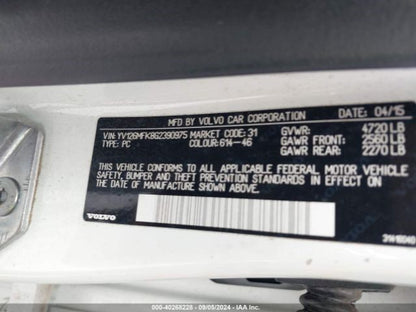 MFD. BY VOLVO CAR CORPORATION DATE: 04/15
VIN: YV126MFK8G2390975 MARKET CODE: 31 GVWR: 4720 LB
TYPE: PC COLOUR: 614-46 GAWR FRONT: 2560 LB
GAWR REAR: 2270 LB
THIS VEHICLE CONFORMS TO ALL APPLICABLE FEDERAL MOTOR VEHICLE
SAFETY, BUMPER AND THEFT PREVENTION STANDARDS IN EFFECT ON THE
DATE OF MANUFACTURE SHOWN ABOVE.
VOLVO
000-40268228 - 09/05/2024 - IAA Inc.